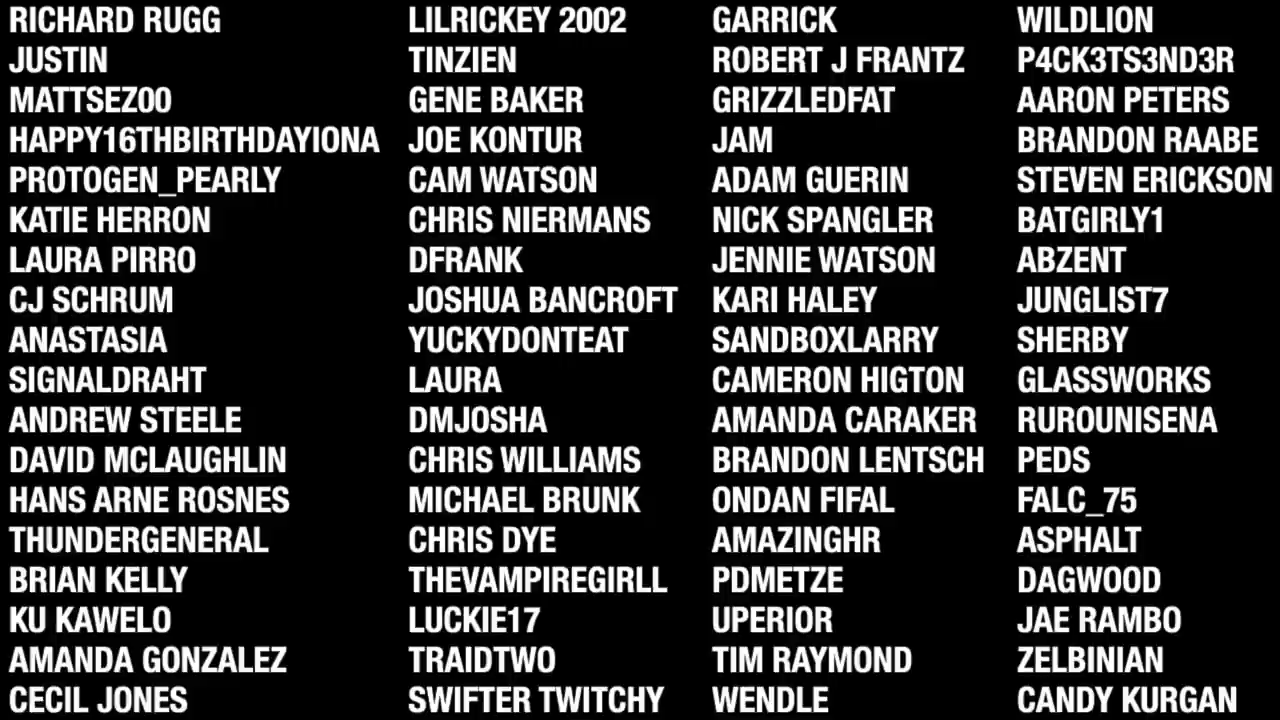 RICHARD RUGG
JUSTIN
MATTSEZ00
HAPPY16THBIRTHDAYIONA
PROTOGEN_PEARLY
KATIE HERRON
LAURA PIRRO
CJ SCHRUM
ANASTASIA
SIGNALDRAHT
ANDREW STEELE
DAVID MCLAUGHLIN
HANS ARNE ROSNES
THUNDERGENERAL
BRIAN KELLY
KU KAWELO
AMANDA GONZALEZ
CECIL JONES
LILRICKEY 2002
TINZIEN
GENE BAKER
JOE KONTUR
CAM WATSON
CHRIS NIERMANS
DFRANK
JOSHUA BANCROFT
YUCKYDONTEAT
LAURA
DMJOSHA
CHRIS WILLIAMS
MICHAEL BRUNK
CHRIS DYE
THEVAMPIREGIRLL
LUCKIE17
TRAIDTWO
SWIFTER TWITCHY
GARRICK
ROBERT J FRANTZ
GRIZZLEDFAT
JAM
ADAM GUERIN
NICK SPANGLER
JENNIE WATSON
KARI HALEY
SANDBOXLARRY
CAMERON HIGTON
AMANDA CARAKER
BRANDON LENTSCH
ONDAN FIFAL
AMAZINGHR
PDMETZE
UPERIOR
TIM RAYMOND
WENDLE
WILDLION
P4CK3TS3ND3R
AARON PETERS
BRANDON RAABE
STEVEN ERICKSON
BATGIRLY1
ABZENT
JUNGLIST7
SHERBY
GLASSWORKS
RUROUNISENA
PEDS
FALC_75
ASPHALT
DAGWOOD
JAE RAMBO
ZELBINIAN
CANDY KURGAN